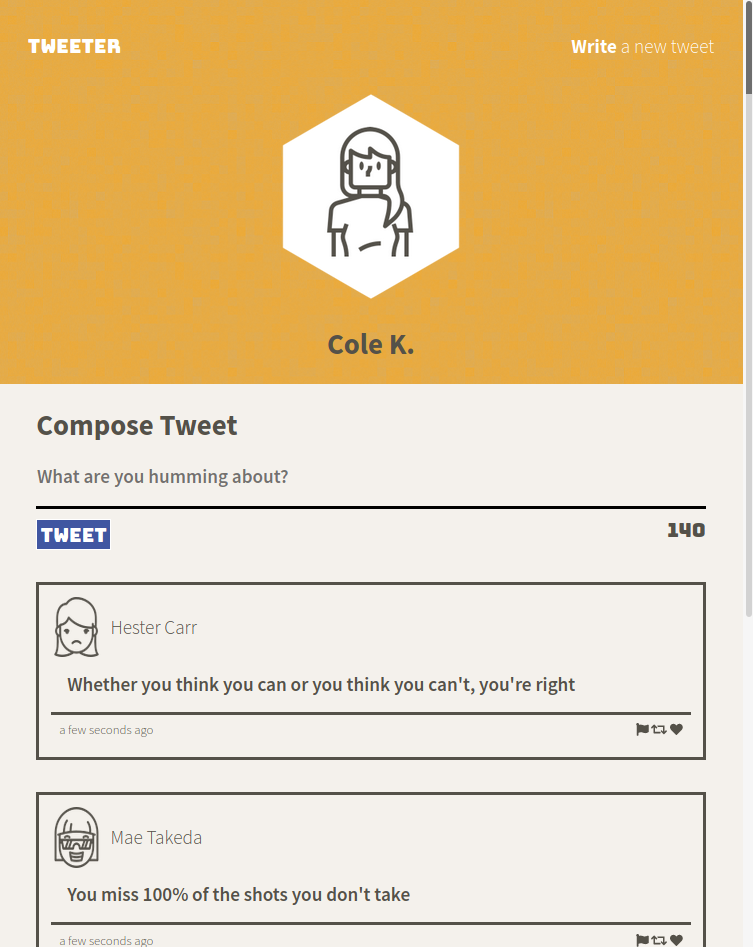 TWEETER
Write a new tweet
Cole K.
Compose Tweet
What are you humming about?
TWEET
140
Hester Carr
Whether you think you can or you think you can't, you're right
a few seconds ago
Mae Takeda
You miss 100% of the shots you don't take
a few seconds ago